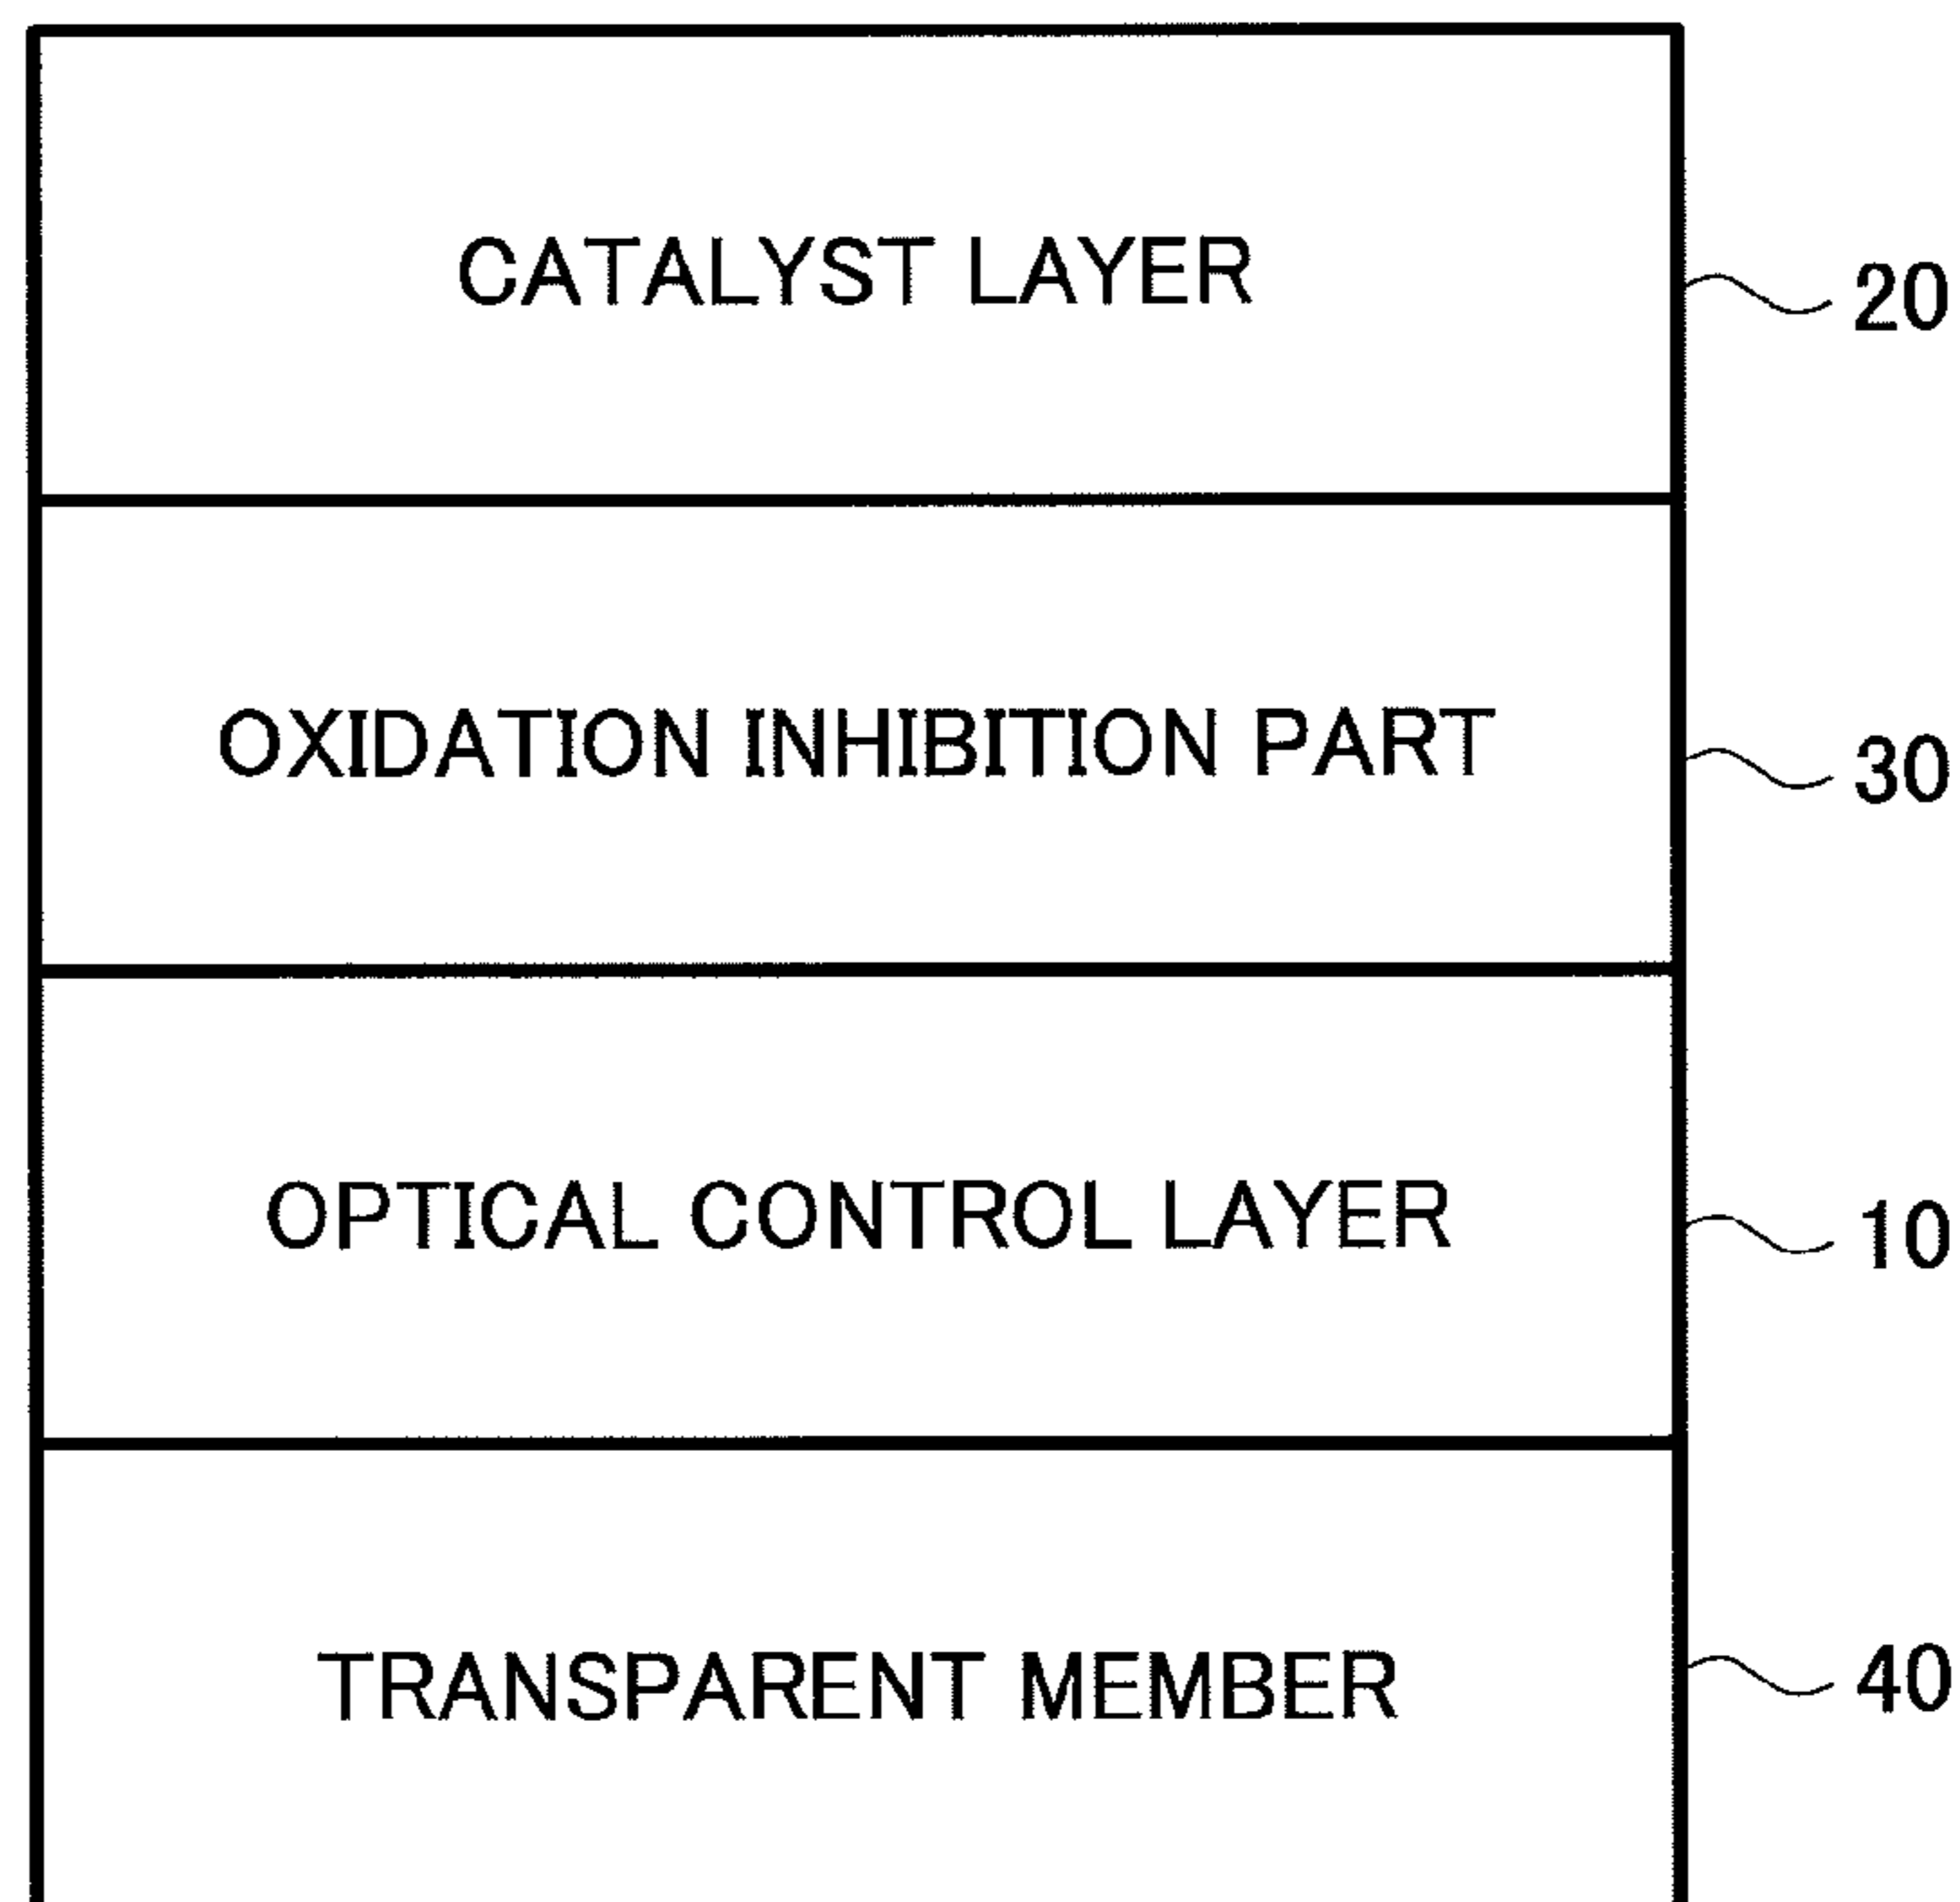 CATALYST LAYER
20
OXIDATION INHIBITION PART
30
OPTICAL CONTROL LAYER
10
TRANSPARENT MEMBER
40